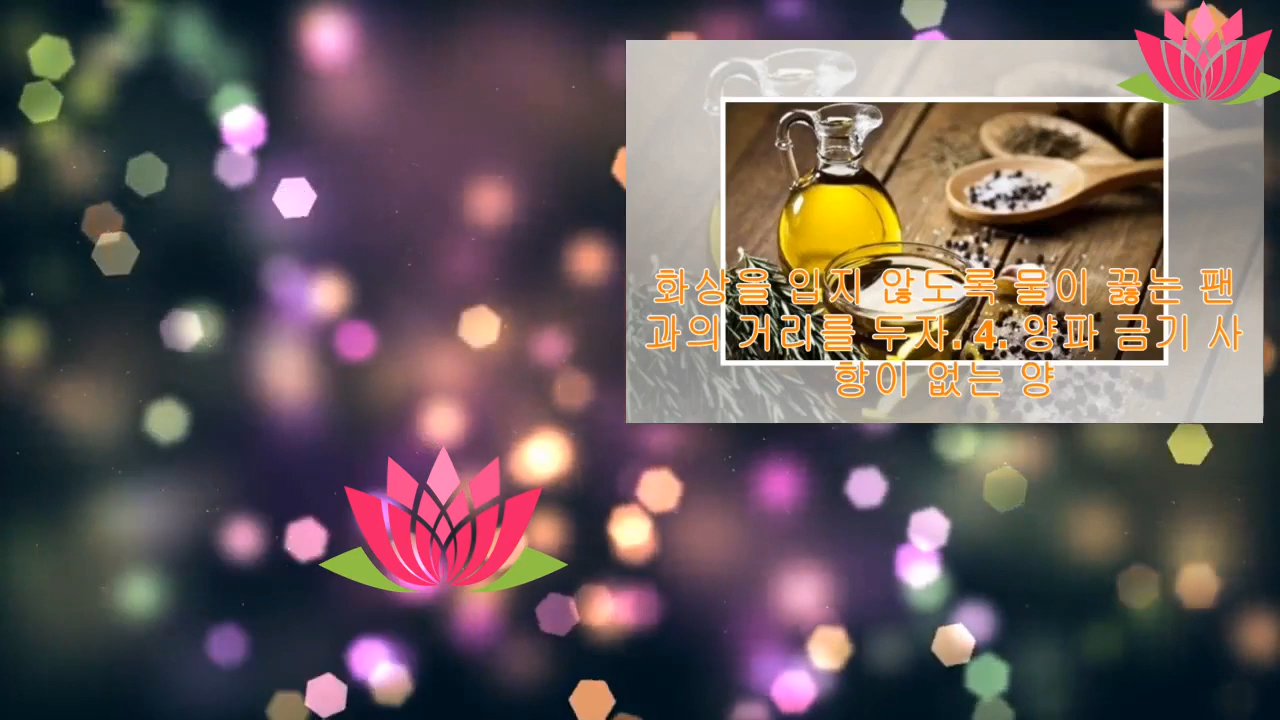 화상을 입지 않도록 물이 끓는 팬
과의 거리를 두자. 4. 양파 금기 사
항이 없는 양